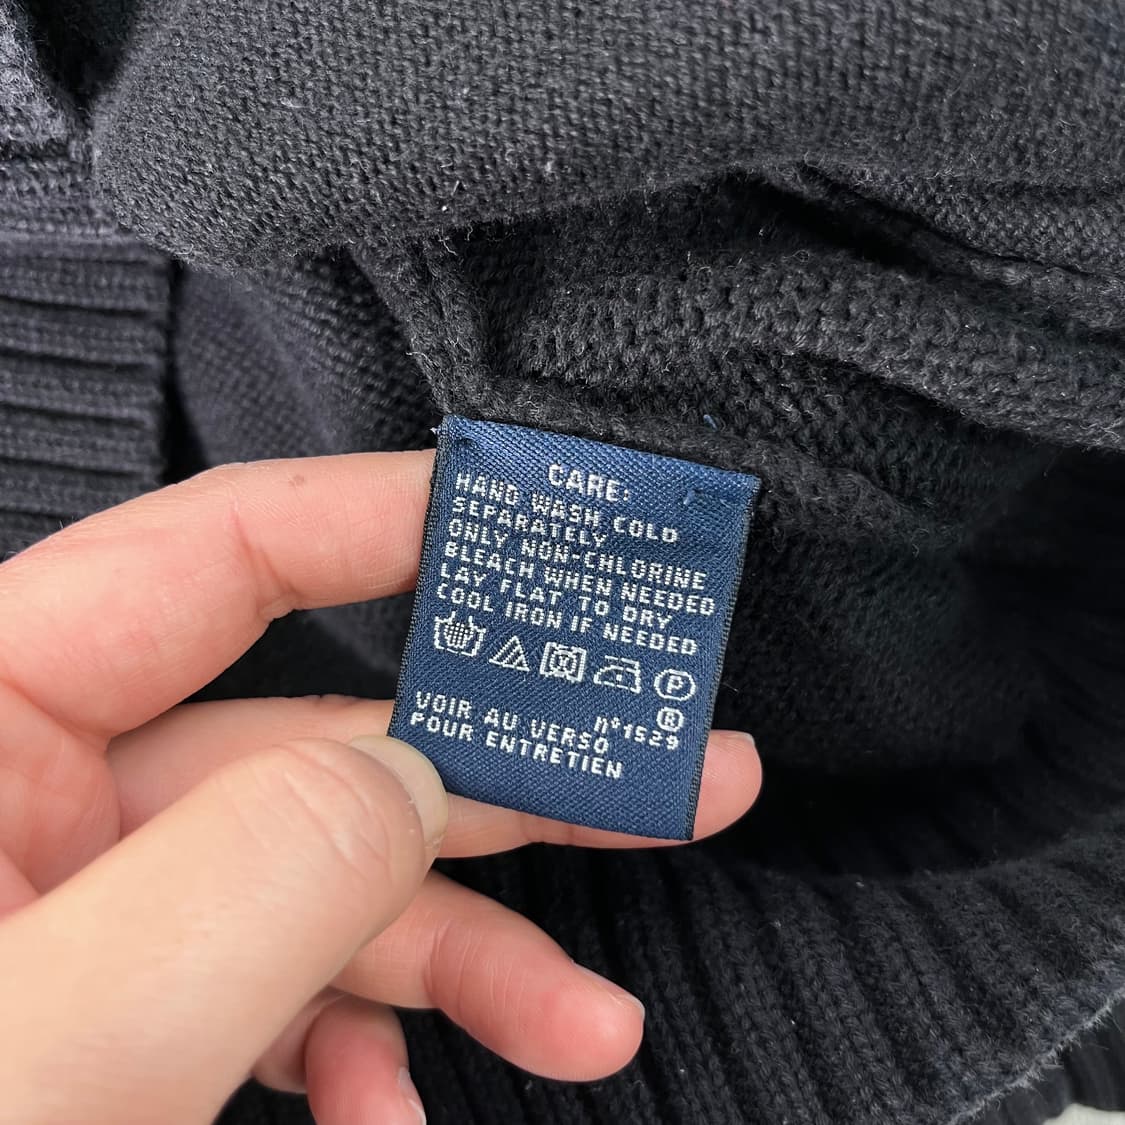 CARE:
HAND WASH COLD
SEPARATELY
ONLY NON-CHLORINE
BLEACH WHEN NEEDED
LAY FLAT TO DRY
COOL IRON IF NEEDED
P
®
VOIR AU VERSO n° 1529
POUR ENTRETIEN